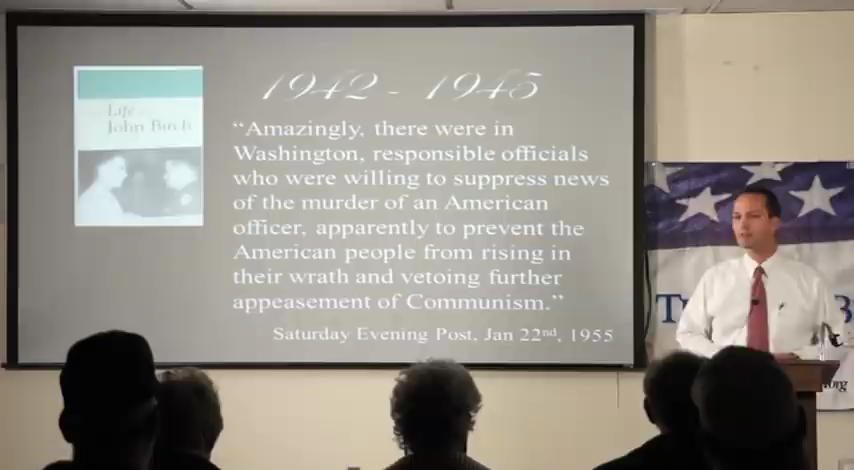 1942 - 1945
Life
John Birch
“Amazingly, there were in
Washington, responsible officials
who were willing to suppress news
of the murder of an American
officer, apparently to prevent the
American people from rising in
their wrath and vetoing further
appeasement of Communism.”
Saturday Evening Post, Jan 22nd, 1955
T
B
org